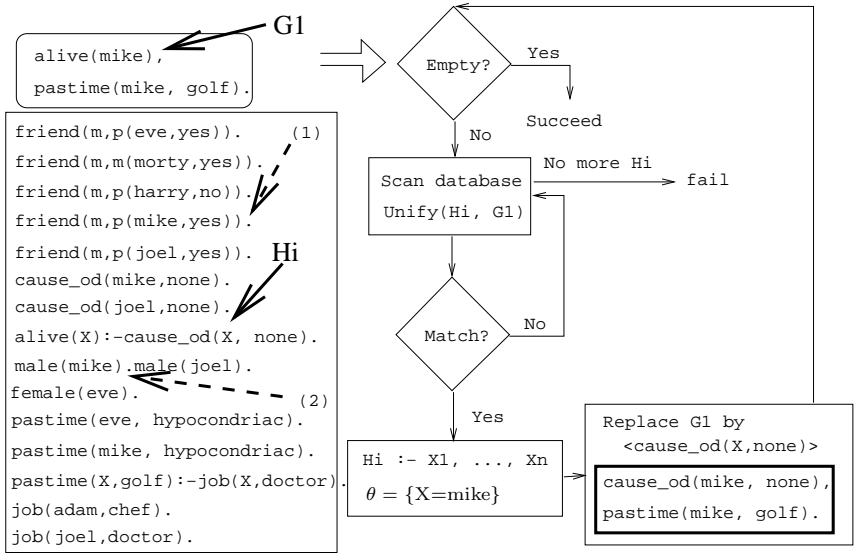 G1
alive(mike),
pastime(mike, golf).
friend(m,p(eve,yes)). (1)
friend(m,m(morty,yes)).
friend(m,p(harry,no)).
friend(m,p(mike,yes)).
friend(m,p(joel,yes)).
Hi
cause_od(mike,none).
cause_od(joel,none).
alive(X):-cause_od(X, none).
male(mike).male(joel).
female(eve). (2)
pastime(eve, hypocondriac).
pastime(mike, hypocondriac).
pastime(X,golf):-job(X,doctor).
job(adam,chef).
job(joel,doctor).
Empty?
Yes
Succeed
No
Scan database
Unify(Hi, G1)
No more Hi
fail
Match?
No
Yes
Hi :- X1, ..., Xn
θ = {X=mike}
Replace G1 by
<cause_od(X,none)>
cause_od(mike, none),
pastime(mike, golf).